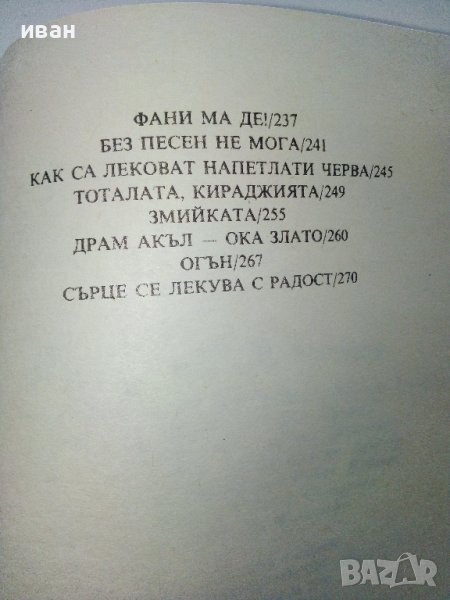 иван
ФАНИ МА ДЕ!/237
БЕЗ ПЕСЕН НЕ МОГА/241
КАК СА ЛЕКОВАТ НАПЕТЛАТИ ЧЕРВА/245
ТОТАЛАТА, КИРАДЖИЯТА/249
ЗМИЙКАТА/255
ДРАМ АКЪЛ — ОКА ЗЛАТО/260
ОГЪН/267
СЪРЦЕ СЕ ЛЕКУВА С РАДОСТ/270
BAZAR